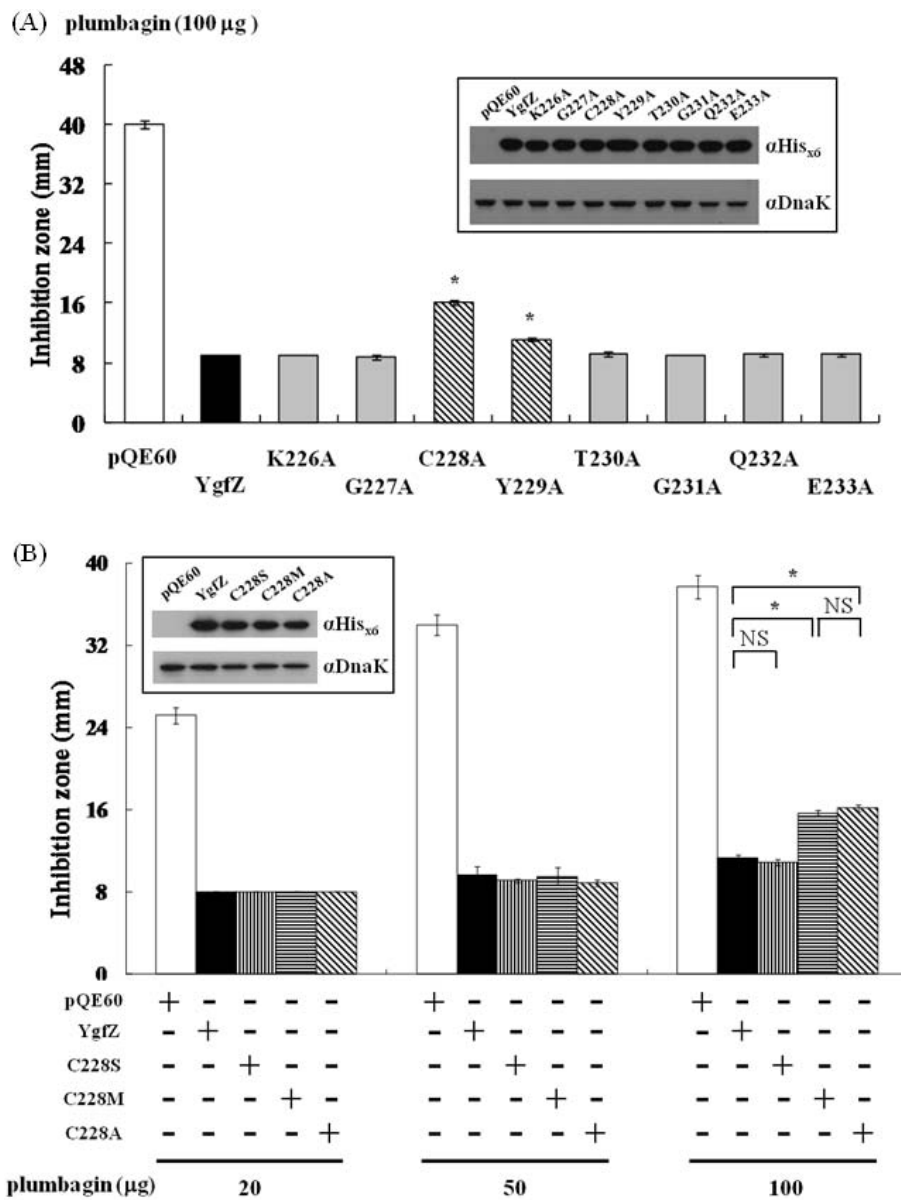 (A) plumbagin (100 µg )
Inhibition zone (mm)
48
40
32
24
16
8
0
pQE60 YgfZ K226A G227A C228A Y229A T230A G231A Q232A E233A
αHisx6
αDnaK
* *
pQE60 YgfZ K226A G227A C228A Y229A T230A G231A Q232A E233A
(B)
Inhibition zone (mm)
40
32
24
16
8
0
pQE60 YgfZ C228S C228M C228A
αHisx6
αDnaK
*
* NS
NS
pQE60 + - - - - + - - - - + - - - -
YgfZ - + - - - - + - - - - + - - -
C228S - - + - - - - + - - - - + - -
C228M - - - + - - - - + - - - - + -
C228A - - - - + - - - - + - - - - +
plumbagin (µg) 20 50 100